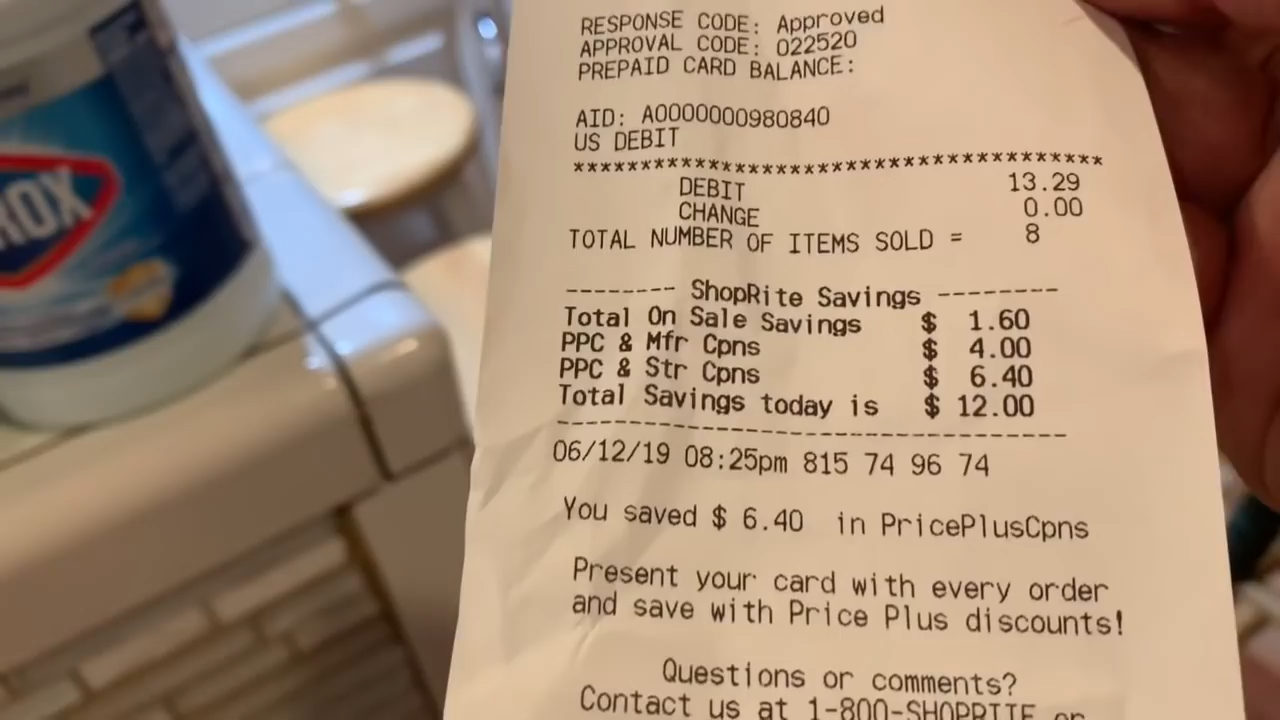 RESPONSE CODE: Approved
APPROVAL CODE: 022520
PREPAID CARD BALANCE:
AID: A0000000980840
US DEBIT
****************************************
DEBIT 13.29
CHANGE 0.00
TOTAL NUMBER OF ITEMS SOLD = 8
-------- ShopRite Savings --------
Total On Sale Savings $ 1.60
PPC & Mfr Cpns $ 4.00
PPC & Str Cpns $ 6.40
Total Savings today is $ 12.00
----------------------------------
06/12/19 08:25pm 815 74 96 74
You saved $ 6.40 in PricePlusCpns
Present your card with every order
and save with Price Plus discounts!
Questions or comments?
Contact us at 1-800-SHOPRITE or
ROX